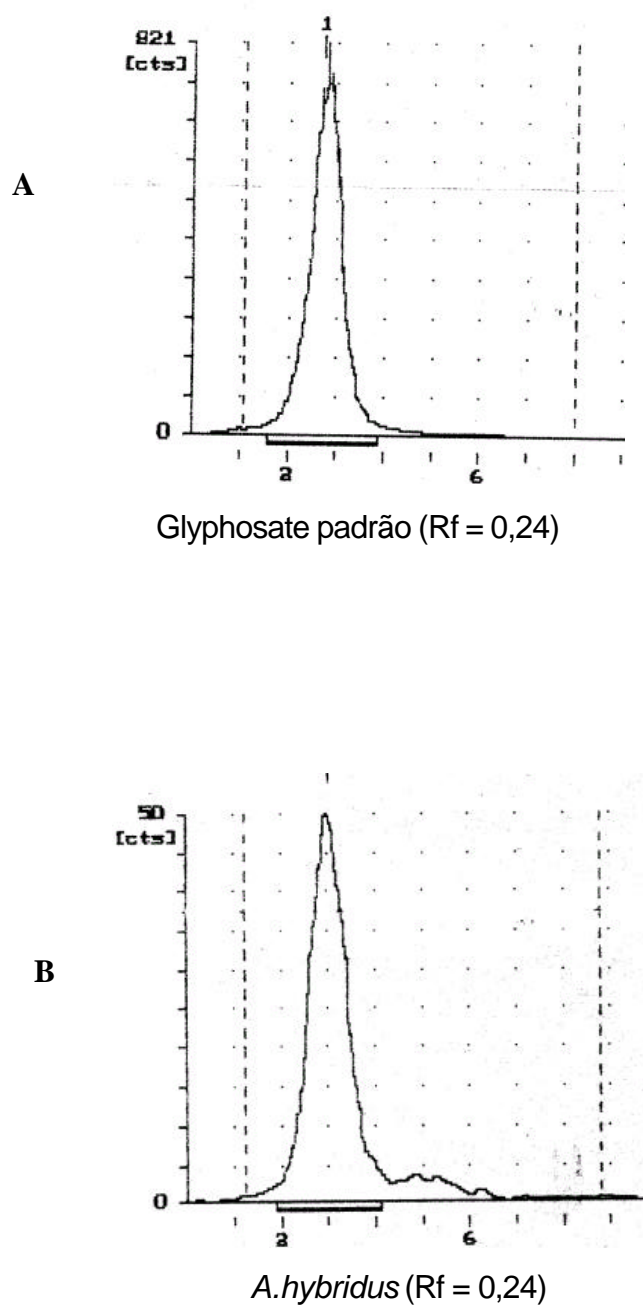 1
821
[cts]
A
0
2 6
Glyphosate padrão (Rf = 0,24)
50
[cts]
B
0
2 6
A.hybridus (Rf = 0,24)